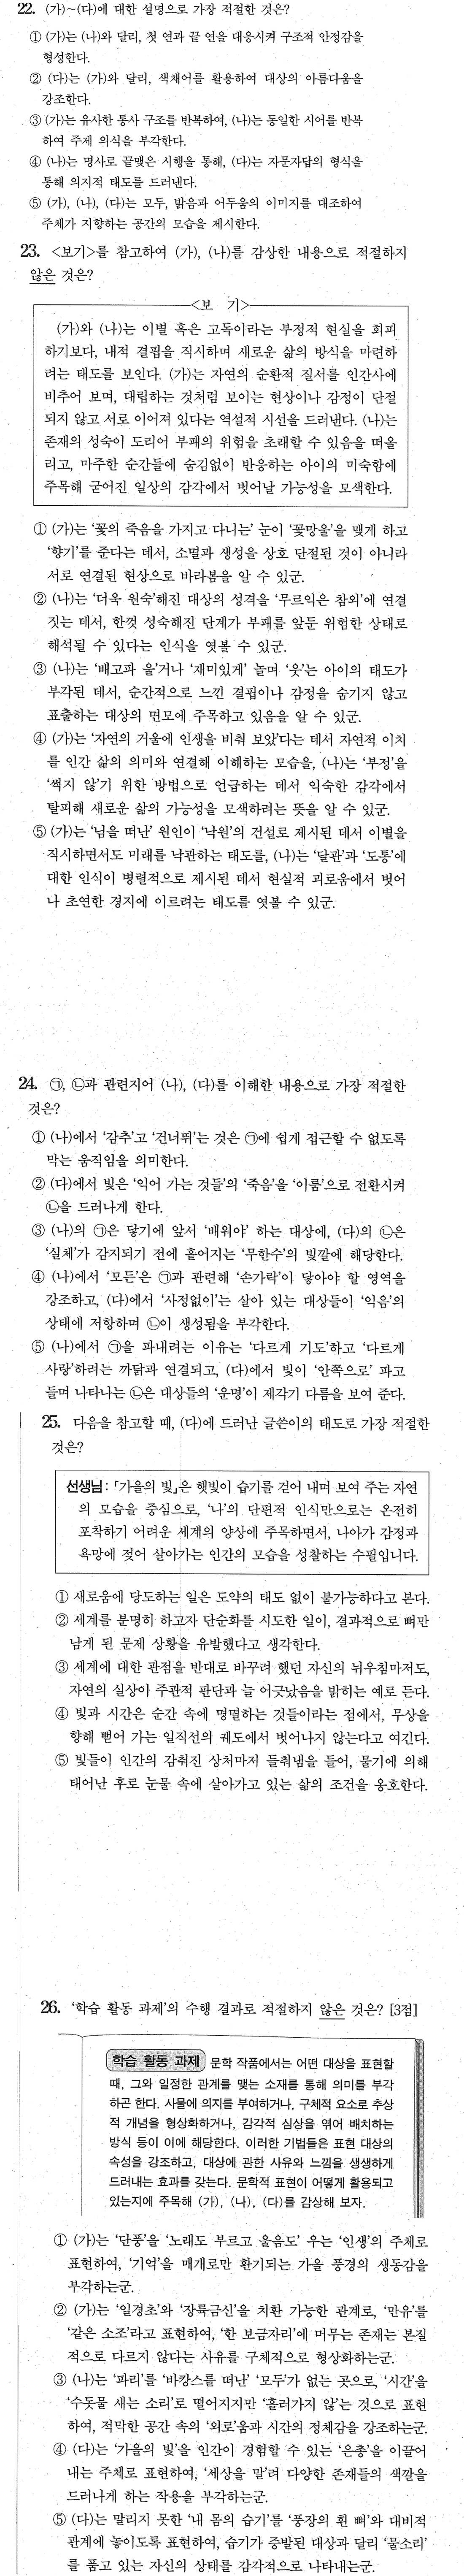 22. (가)~(다)에 대한 설명으로 가장 적절한 것은?
① (가)는 (나)와 달리, 첫 연과 끝 연을 대응시켜 구조적 안정감을
형성한다.
② (다)는 (가)와 달리, 색채어를 활용하여 대상의 아름다움을
강조한다.
③ (가)는 유사한 통사 구조를 반복하여, (나)는 동일한 시어를 반복
하여 주제 의식을 부각한다.
④ (나)는 명사로 끝맺은 시행을 통해, (다)는 자문자답의 형식을
통해 의지적 태도를 드러낸다.
⑤ (가), (나), (다)는 모두, 밝음과 어두움의 이미지를 대조하여
주체가 지향하는 공간의 모습을 제시한다.
23. <보기>를 참고하여 (가), (나)를 감상한 내용으로 적절하지
않은 것은?
<보 기>
(가)와 (나)는 이별 혹은 고독이라는 부정적 현실을 회피
하기보다, 내적 결핍을 직시하며 새로운 삶의 방식을 마련하
려는 태도를 보인다. (가)는 자연의 순환적 질서를 인간사에
비추어 보며, 대립하는 것처럼 보이는 현상이나 감정이 단절
되지 않고 서로 이어져 있다는 역설적 시선을 드러낸다. (나)는
존재의 성숙이 도리어 부패의 위험을 초래할 수 있음을 떠올
리고, 마주한 순간들에 숨김없이 반응하는 아이의 미숙함에
주목해 굳어진 일상의 감각에서 벗어날 가능성을 모색한다.
① (가)는 ‘꽃의 죽음을 가지고 다니는’ 눈이 ‘꽃망울’을 맺게 하고
‘향기’를 준다는 데서, 소멸과 생성을 상호 단절된 것이 아니라
서로 연결된 현상으로 바라봄을 알 수 있군.
② (나)는 ‘더욱 원숙’해진 대상의 성격을 ‘무르익은 참외’에 연결
짓는 데서, 한껏 성숙해진 단계가 부패를 앞둔 위험한 상태로
해석될 수 있다는 인식을 엿볼 수 있군.
③ (나)는 ‘배고파 울’거나 ‘재미있게’ 놀며 ‘웃’는 아이의 태도가
부각된 데서, 순간적으로 느낀 결핍이나 감정을 숨기지 않고
표출하는 대상의 면모에 주목하고 있음을 알 수 있군.
④ (가)는 ‘자연의 거울에 인생을 비춰 보았’다는 데서 자연적 이치
를 인간 삶의 의미와 연결해 이해하는 모습을, (나)는 ‘부정’을
‘썩지 않’기 위한 방법으로 언급하는 데서 익숙한 감각에서
탈피해 새로운 삶의 가능성을 모색하려는 뜻을 알 수 있군.
⑤ (가)는 ‘님을 떠난’ 원인이 ‘낙원’의 건설로 제시된 데서 이별을
직시하면서도 미래를 낙관하는 태도를, (나)는 ‘달관’과 ‘도통’에
대한 인식이 병렬적으로 제시된 데서 현실적 괴로움에서 벗어
나 초연한 경지에 이르려는 태도를 엿볼 수 있군.
24. ㉠, ㉡과 관련지어 (나), (다)를 이해한 내용으로 가장 적절한
것은?
① (나)에서 ‘감추’고 ‘건너뛰’는 것은 ㉠에 쉽게 접근할 수 없도록
막는 움직임을 의미한다.
② (다)에서 빛은 ‘익어 가는 것들’의 ‘죽음’을 ‘이룸’으로 전환시켜
㉡을 드러나게 한다.
③ (나)의 ㉠은 닿기에 앞서 ‘배워야’ 하는 대상에, (다)의 ㉡은
‘실체’가 감지되기 전에 흩어지는 ‘무한수’의 빛깔에 해당한다.
④ (나)에서 ‘모든’은 ㉠과 관련해 ‘손가락’이 닿아야 할 영역을
강조하고, (다)에서 ‘사정없이’는 살아 있는 대상들이 ‘익음’의
상태에 저항하며 ㉡이 생성됨을 부각한다.
⑤ (나)에서 ㉠을 파내려는 이유는 ‘다르게 기도’하고 ‘다르게
사랑’하려는 까닭과 연결되고, (다)에서 빛이 ‘안쪽으로’ 파고
들며 나타나는 ㉡은 대상들의 ‘운명’이 제각기 다름을 보여 준다.
25. 다음을 참고할 때, (다)에 드러난 글쓴이의 태도로 가장 적절한
것은?
선생님 : 「가을의 빛」은 햇빛이 습기를 걷어 내며 보여 주는 자연
의 모습을 중심으로, ‘나’의 단편적 인식만으로는 온전히
포착하기 어려운 세계의 양상에 주목하면서, 나아가 감정과
욕망에 젖어 살아가는 인간의 모습을 성찰하는 수필입니다.
① 새로움에 당도하는 일은 도약의 태도 없이 불가능하다고 본다.
② 세계를 분명히 하고자 단순화를 시도한 일이, 결과적으로 뼈만
남게 된 문제 상황을 유발했다고 생각한다.
③ 세계에 대한 관점을 반대로 바꾸려 했던 자신의 뉘우침마저도,
자연의 실상이 주관적 판단과 늘 어긋났음을 밝히는 예로 든다.
④ 빛과 시간은 순간 속에 명멸하는 것들이라는 점에서, 무상을
향해 뻗어 가는 일직선의 궤도에서 벗어나지 않는다고 여긴다.
⑤ 빛들이 인간의 감춰진 상처마저 들춰냄을 들어, 물기에 의해
태어난 후로 눈물 속에 살아가고 있는 삶의 조건을 옹호한다.
26. ‘학습 활동 과제’의 수행 결과로 적절하지 않은 것은? [3점]
학습 활동 과제 문학 작품에서는 어떤 대상을 표현할
때, 그와 일정한 관계를 맺는 소재를 통해 의미를 부각
하곤 한다. 사물에 의지를 부여하거나, 구체적 요소로 추상
적 개념을 형상화하거나, 감각적 심상을 엮어 배치하는
방식 등이 이에 해당한다. 이러한 기법들은 표현 대상의
속성을 강조하고, 대상에 관한 사유와 느낌을 생생하게
드러내는 효과를 갖는다. 문학적 표현이 어떻게 활용되고
있는지에 주목해 (가), (나), (다)를 감상해 보자.
① (가)는 ‘단풍’을 ‘노래도 부르고 울음도’ 우는 ‘인생’의 주체로
표현하여, ‘기억’을 매개로만 환기되는 가을 풍경의 생동감을
부각하는군.
② (가)는 ‘일경초’와 ‘장륙금신’을 치환 가능한 관계로, ‘만유’를
‘같은 소조’라고 표현하여, ‘한 보금자리’에 머무는 존재는 본질
적으로 다르지 않다는 사유를 구체적으로 형상화하는군.
③ (나)는 ‘파리’를 ‘바캉스를 떠난’ ‘모두’가 없는 곳으로, ‘시간’을
‘수돗물 새는 소리’로 떨어지지만 ‘흘러가지 않’는 것으로 표현
하여, 적막한 공간 속의 ‘외로’움과 시간의 정체감을 강조하는군.
④ (다)는 ‘가을의 빛’을 인간이 경험할 수 있는 ‘은총’을 이끌어
내는 주체로 표현하여, ‘세상을 말’려 다양한 존재들의 색깔을
드러나게 하는 작용을 부각하는군.
⑤ (다)는 말리지 못한 ‘내 몸의 습기’를 ‘풍장의 흰 뼈’와 대비적
관계에 놓이도록 표현하여, 습기가 증발된 대상과 달리 ‘물소리’
를 품고 있는 자신의 상태를 감각적으로 나타내는군.